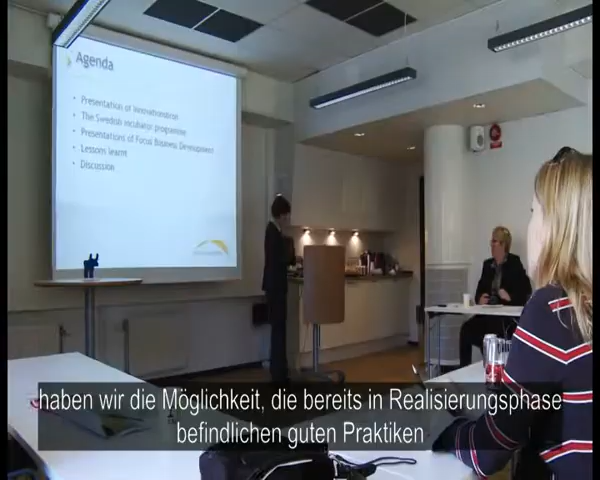 Agenda
• Presentation of Innovationsbron
• The Swedish incubator programme
• Presentations of Focus Business Development
• Lessons learnt
• Discussion
haben wir die Möglichkeit, die bereits in Realisierungsphase
befindlichen guten Praktiken